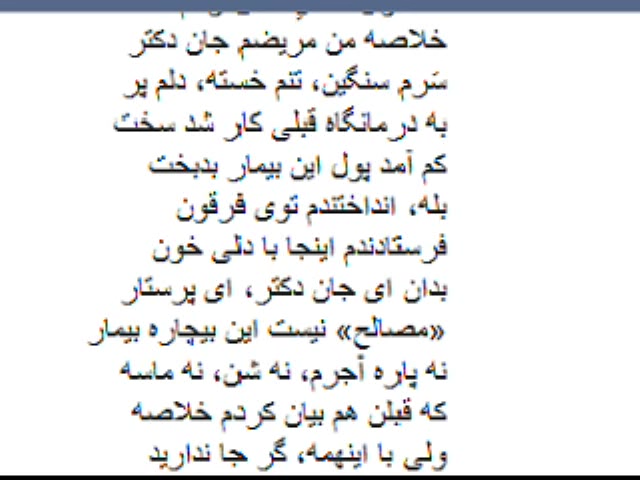 خلاصه من مریضم جان دکتر
سَرم سنگین، تنم خسته، دلم پر
به درمانگاه قبلی کار شد سخت
کم آمد پول این بیمار بدبخت
بله، انداختندم توی فرقون
فرستادندم اینجا با دلی خون
بدان ای جان دکتر، ای پرستار
«مصالح» نیست این بیچاره بیمار
نه پاره آجرم، نه شن، نه ماسه
که قبلن هم بیان کردم خلاصه
ولی با اینهمه، گر جا ندارید